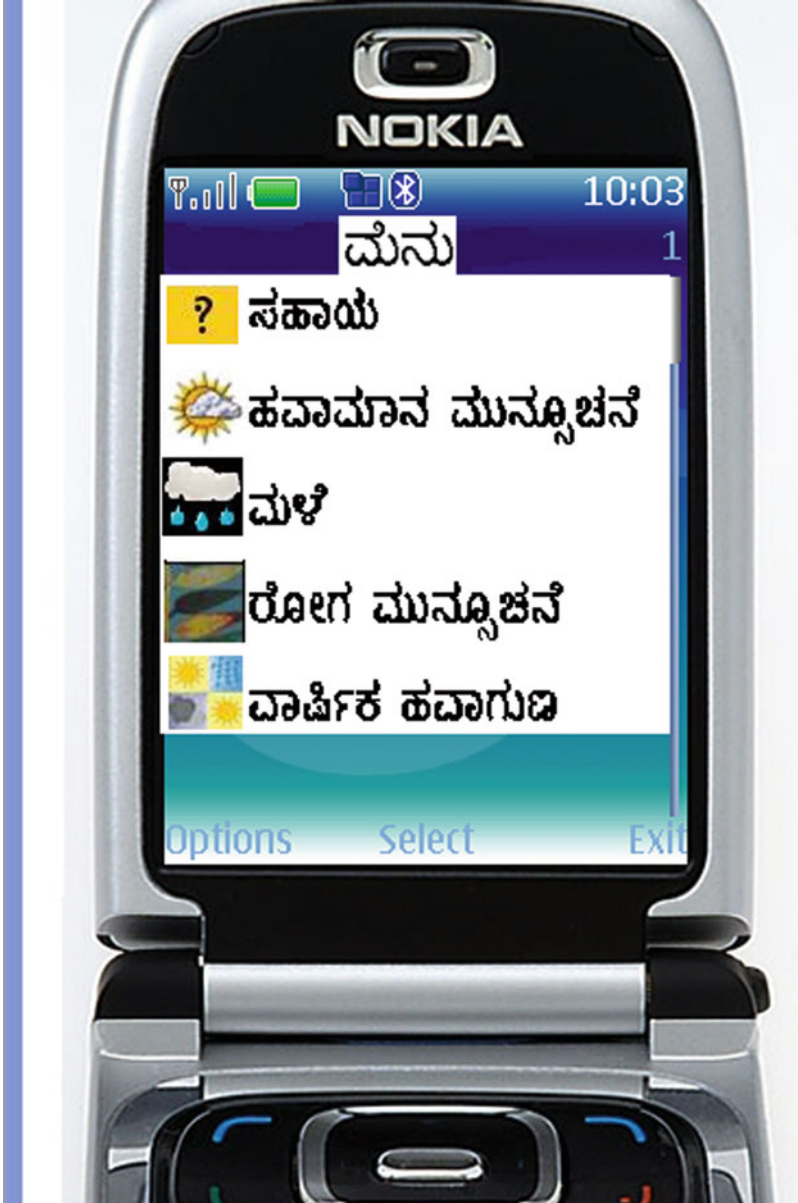 NOKIA
10:03
ಮೆನು 1
? ಸಹಾಯ
ಹವಾಮಾನ ಮುನ್ಸೂಚನೆ
ಮಳೆ
ರೋಗ ಮುನ್ಸೂಚನೆ
ವಾರ್ಷಿಕ ಹವಾಗುಣ
Options Select Exit